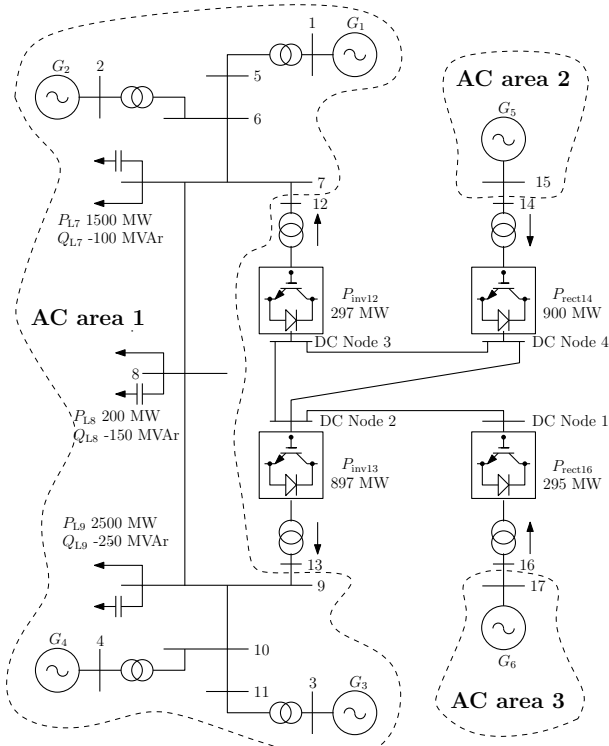 1
G1
2
G2
5
6
AC area 2
G5
15
7
12
14
PL7 1500 MW
QL7 -100 MVAr
Pinv12
297 MW
Prect14
900 MW
AC area 1
DC Node 3
DC Node 4
8
PL8 200 MW
QL8 -150 MVAr
DC Node 2
DC Node 1
Pinv13
897 MW
Prect16
295 MW
PL9 2500 MW
QL9 -250 MVAr
13
16
9
17
G4
4
10
G6
11
3
G3
AC area 3